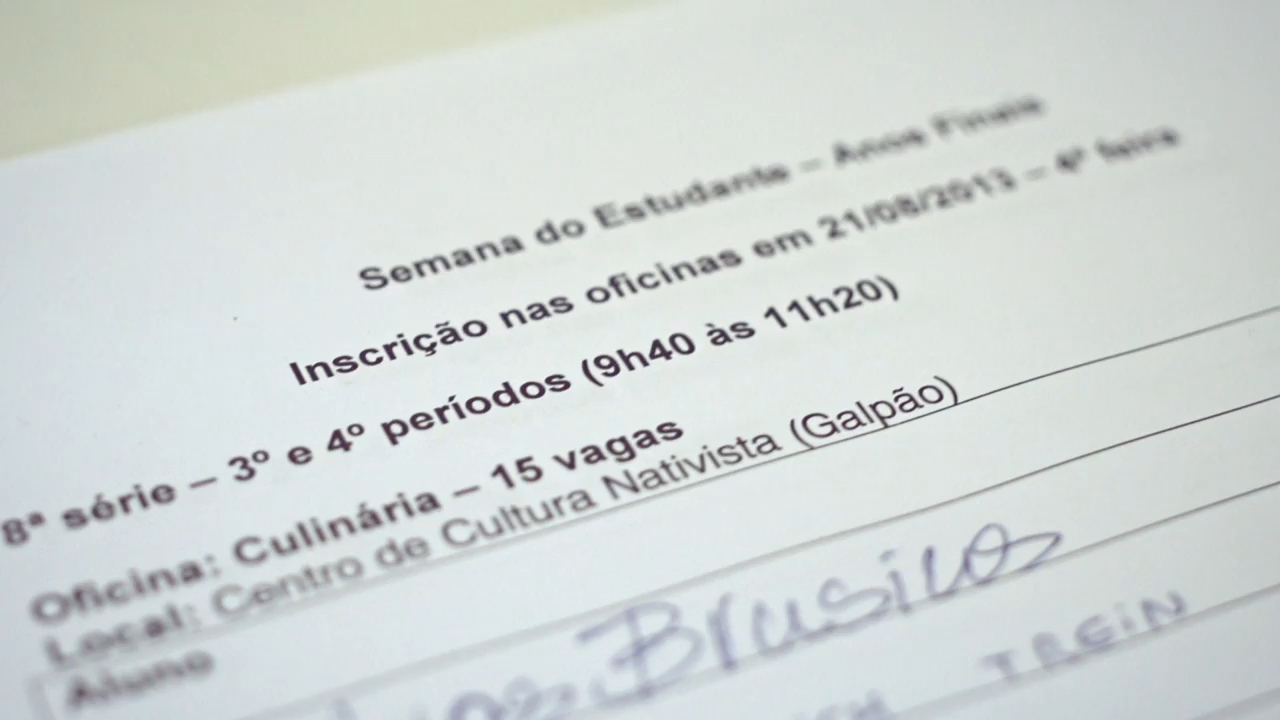 Semana do Estudante – Anos Finais
Inscrição nas oficinas em 21/08/2013 – 4ª feira
8ª série – 3º e 4º períodos (9h40 às 11h20)
Oficina: Culinária – 15 vagas
Local: Centro de Cultura Nativista (Galpão)
Aluno
TREIN